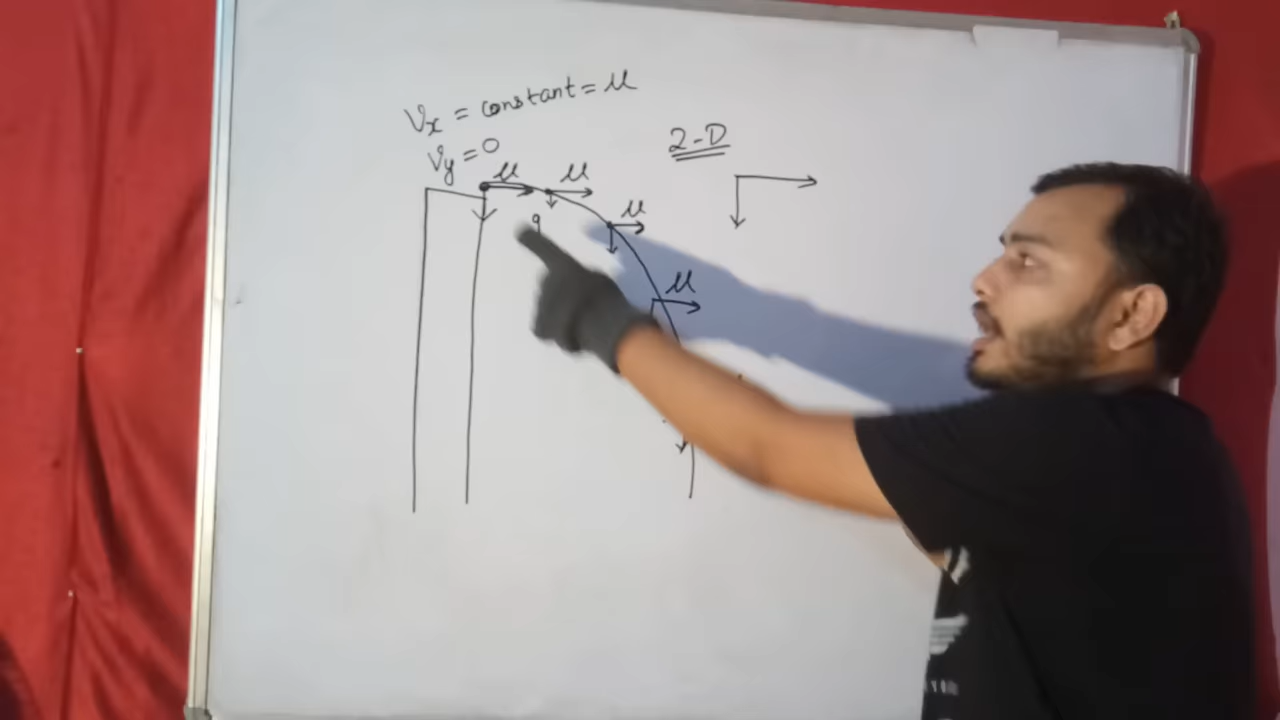 Vx = constant = u
Vy = 0
2-D
u
u
u
u
g